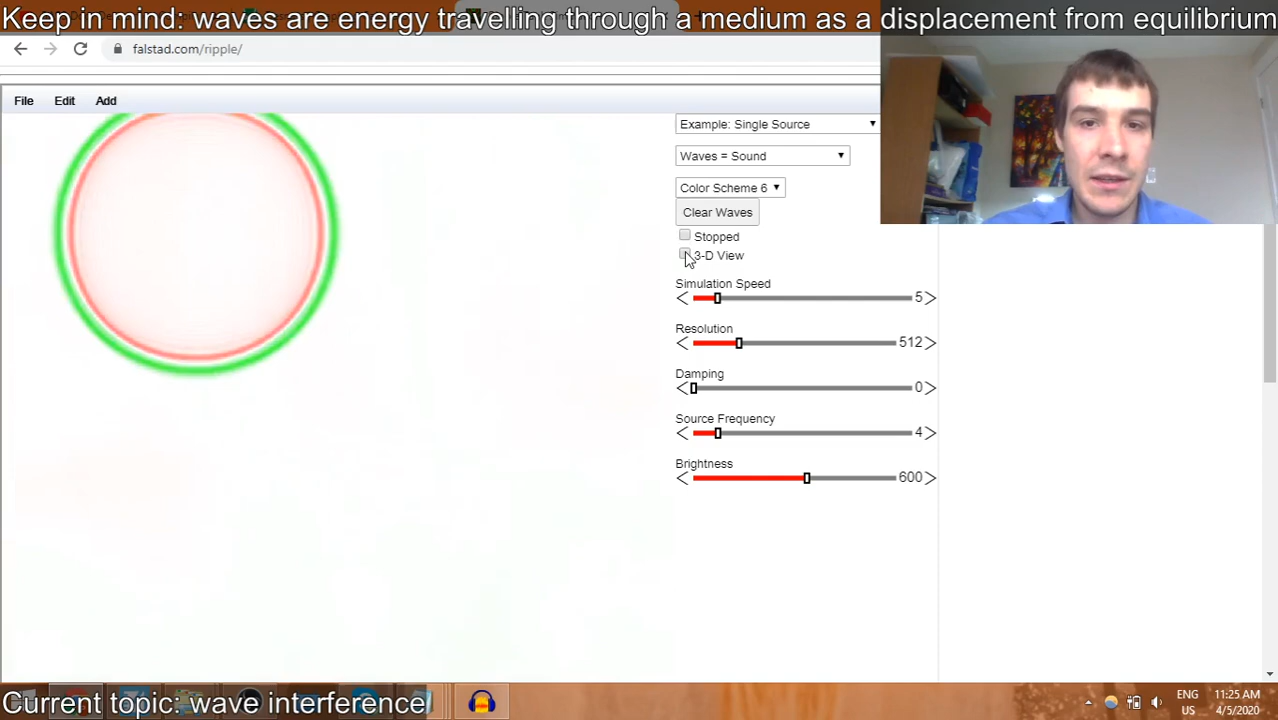 Keep in mind: waves are energy travelling through a medium as a displacement from equilibrium
falstad.com/ripple/
File Edit Add
Example: Single Source
Waves = Sound
Color Scheme 6
Clear Waves
Stopped
3-D View
Simulation Speed
5
Resolution
512
Damping
0
Source Frequency
4
Brightness
600
Current topic: wave interference
ENG
US
11:25 AM
4/5/2020